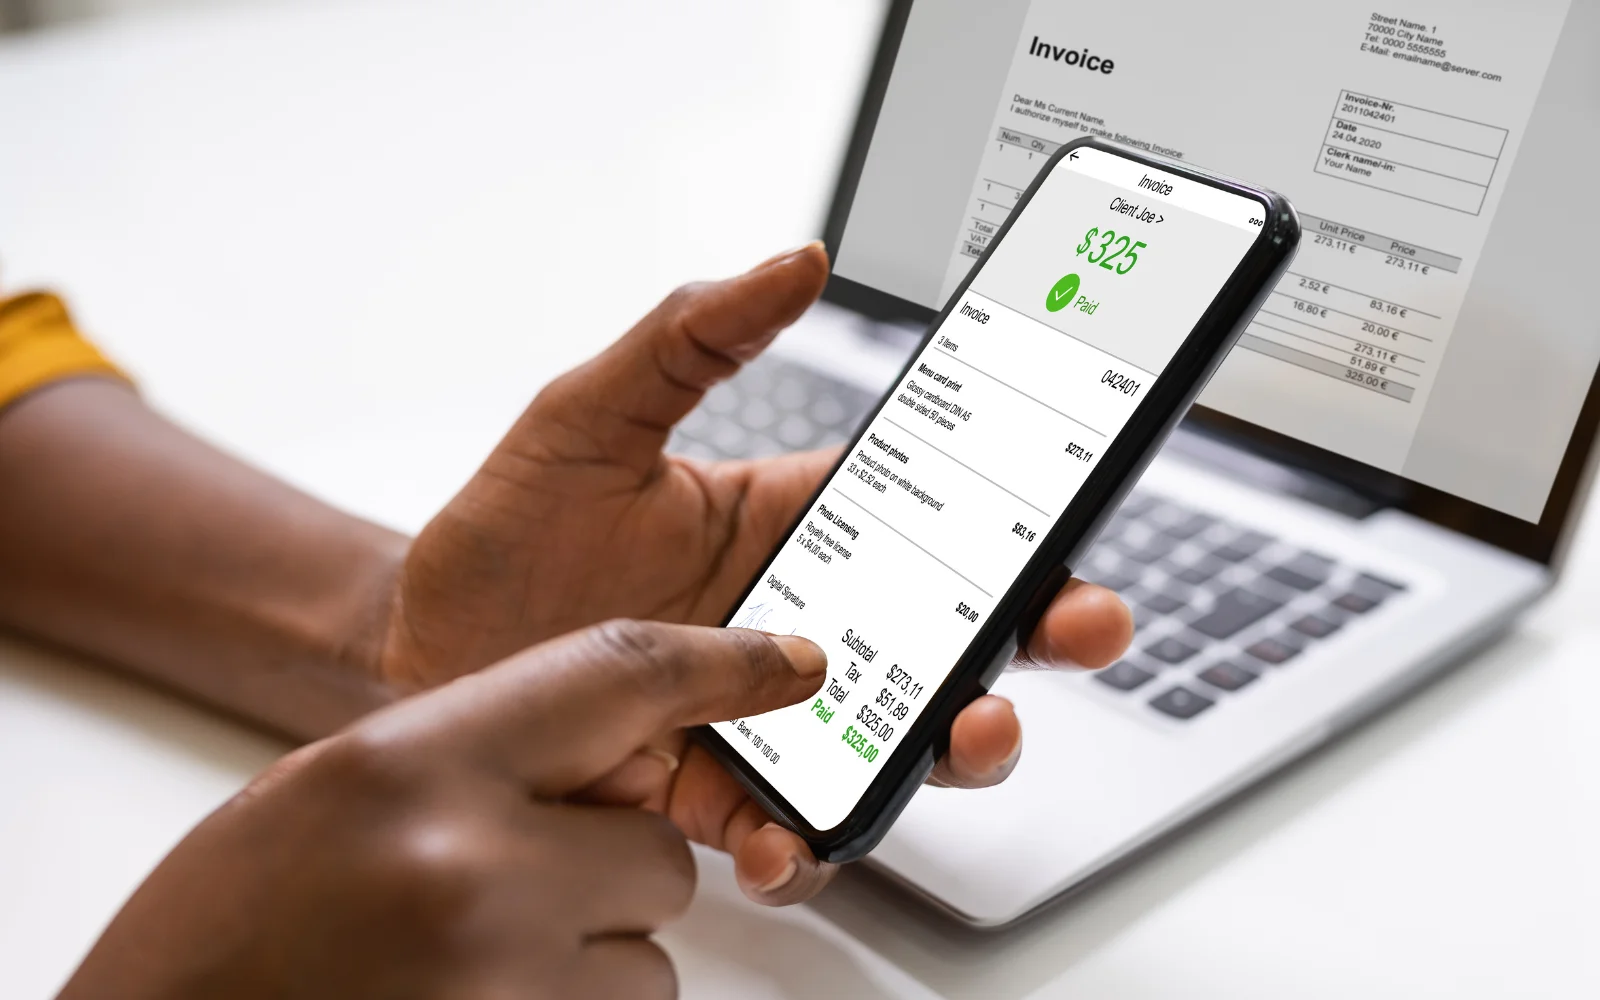 Invoice
Street Name. 1
70000 City Name
Tel: 0000 5555555
E-Mail: emailname@server.com
Dear Ms Current Name,
I authorize myself to make following Invoice:
Invoice-Nr.
2011042401
Date
24.04.2020
Clerk name/-in:
Your Name
Num Qty
Unit Price Price
1 1
273,11 € 273,11 €
1
2,52 € 83,16 €
1
16,80 € 20,00 €
Total
273,11 €
VAT
51,89 €
325,00 €
Invoice
Client Joe >
$325
Paid
Invoice
042401
3 Items
Menu card print
Glossy cardboard DIN A5
double sided 50 pieces
$273,11
Product photos
Product photo on white background
33 x $2,52 each
$83,16
Photo Licensing
Royalty free license
5 x $4,00 each
$20,00
Digital Signature
Subtotal $273,11
Tax $51,89
Total $325,00
Paid $325,00
Bank: 100 100 00